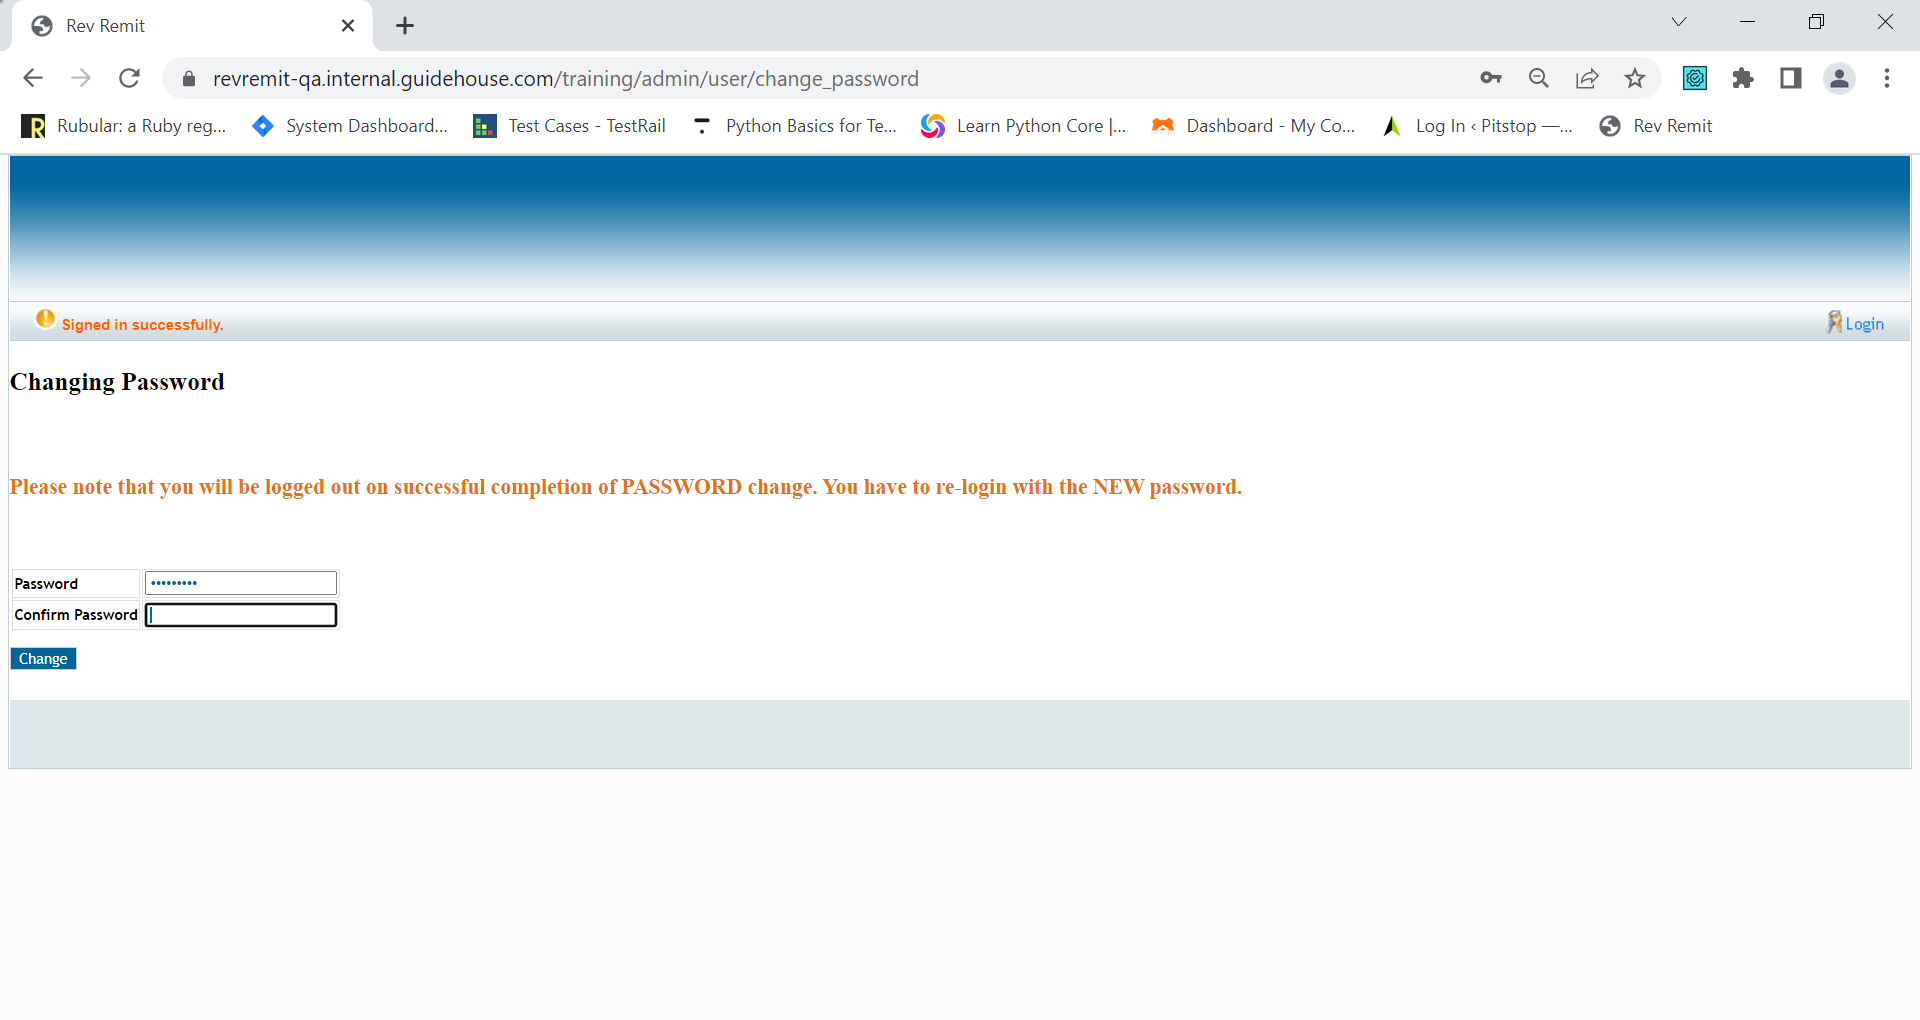 Rev Remit
revremit-qa.internal.guidehouse.com/training/admin/user/change_password
Rubular: a Ruby reg... System Dashboard... Test Cases - TestRail Python Basics for Te... Learn Python Core |... Dashboard - My Co... Log In ‹ Pitstop —... Rev Remit
Signed in successfully. Login
Changing Password
Please note that you will be logged out on successful completion of PASSWORD change. You have to re-login with the NEW password.
Password •••••••••
Confirm Password
Change